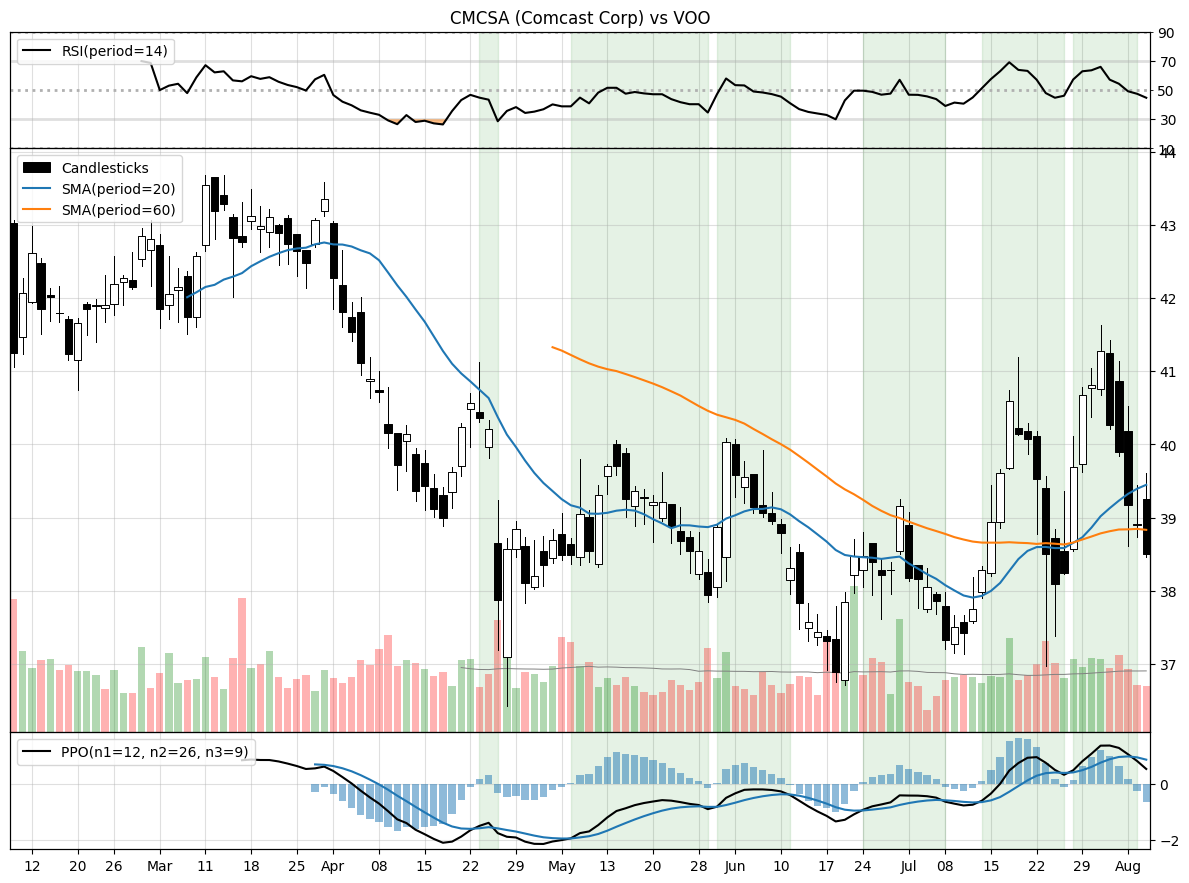 CMCSA (Comcast Corp) vs VOO
RSI(period=14)
90
70
50
30
10
Candlesticks
SMA(period=20)
SMA(period=60)
44
43
42
41
40
39
38
37
PPO(n1=12, n2=26, n3=9)
0
−2
12 20 26 Mar 11 18 25 Apr 08 15 22 29 May 13 20 28 Jun 10 17 24 Jul 08 15 22 29 Aug